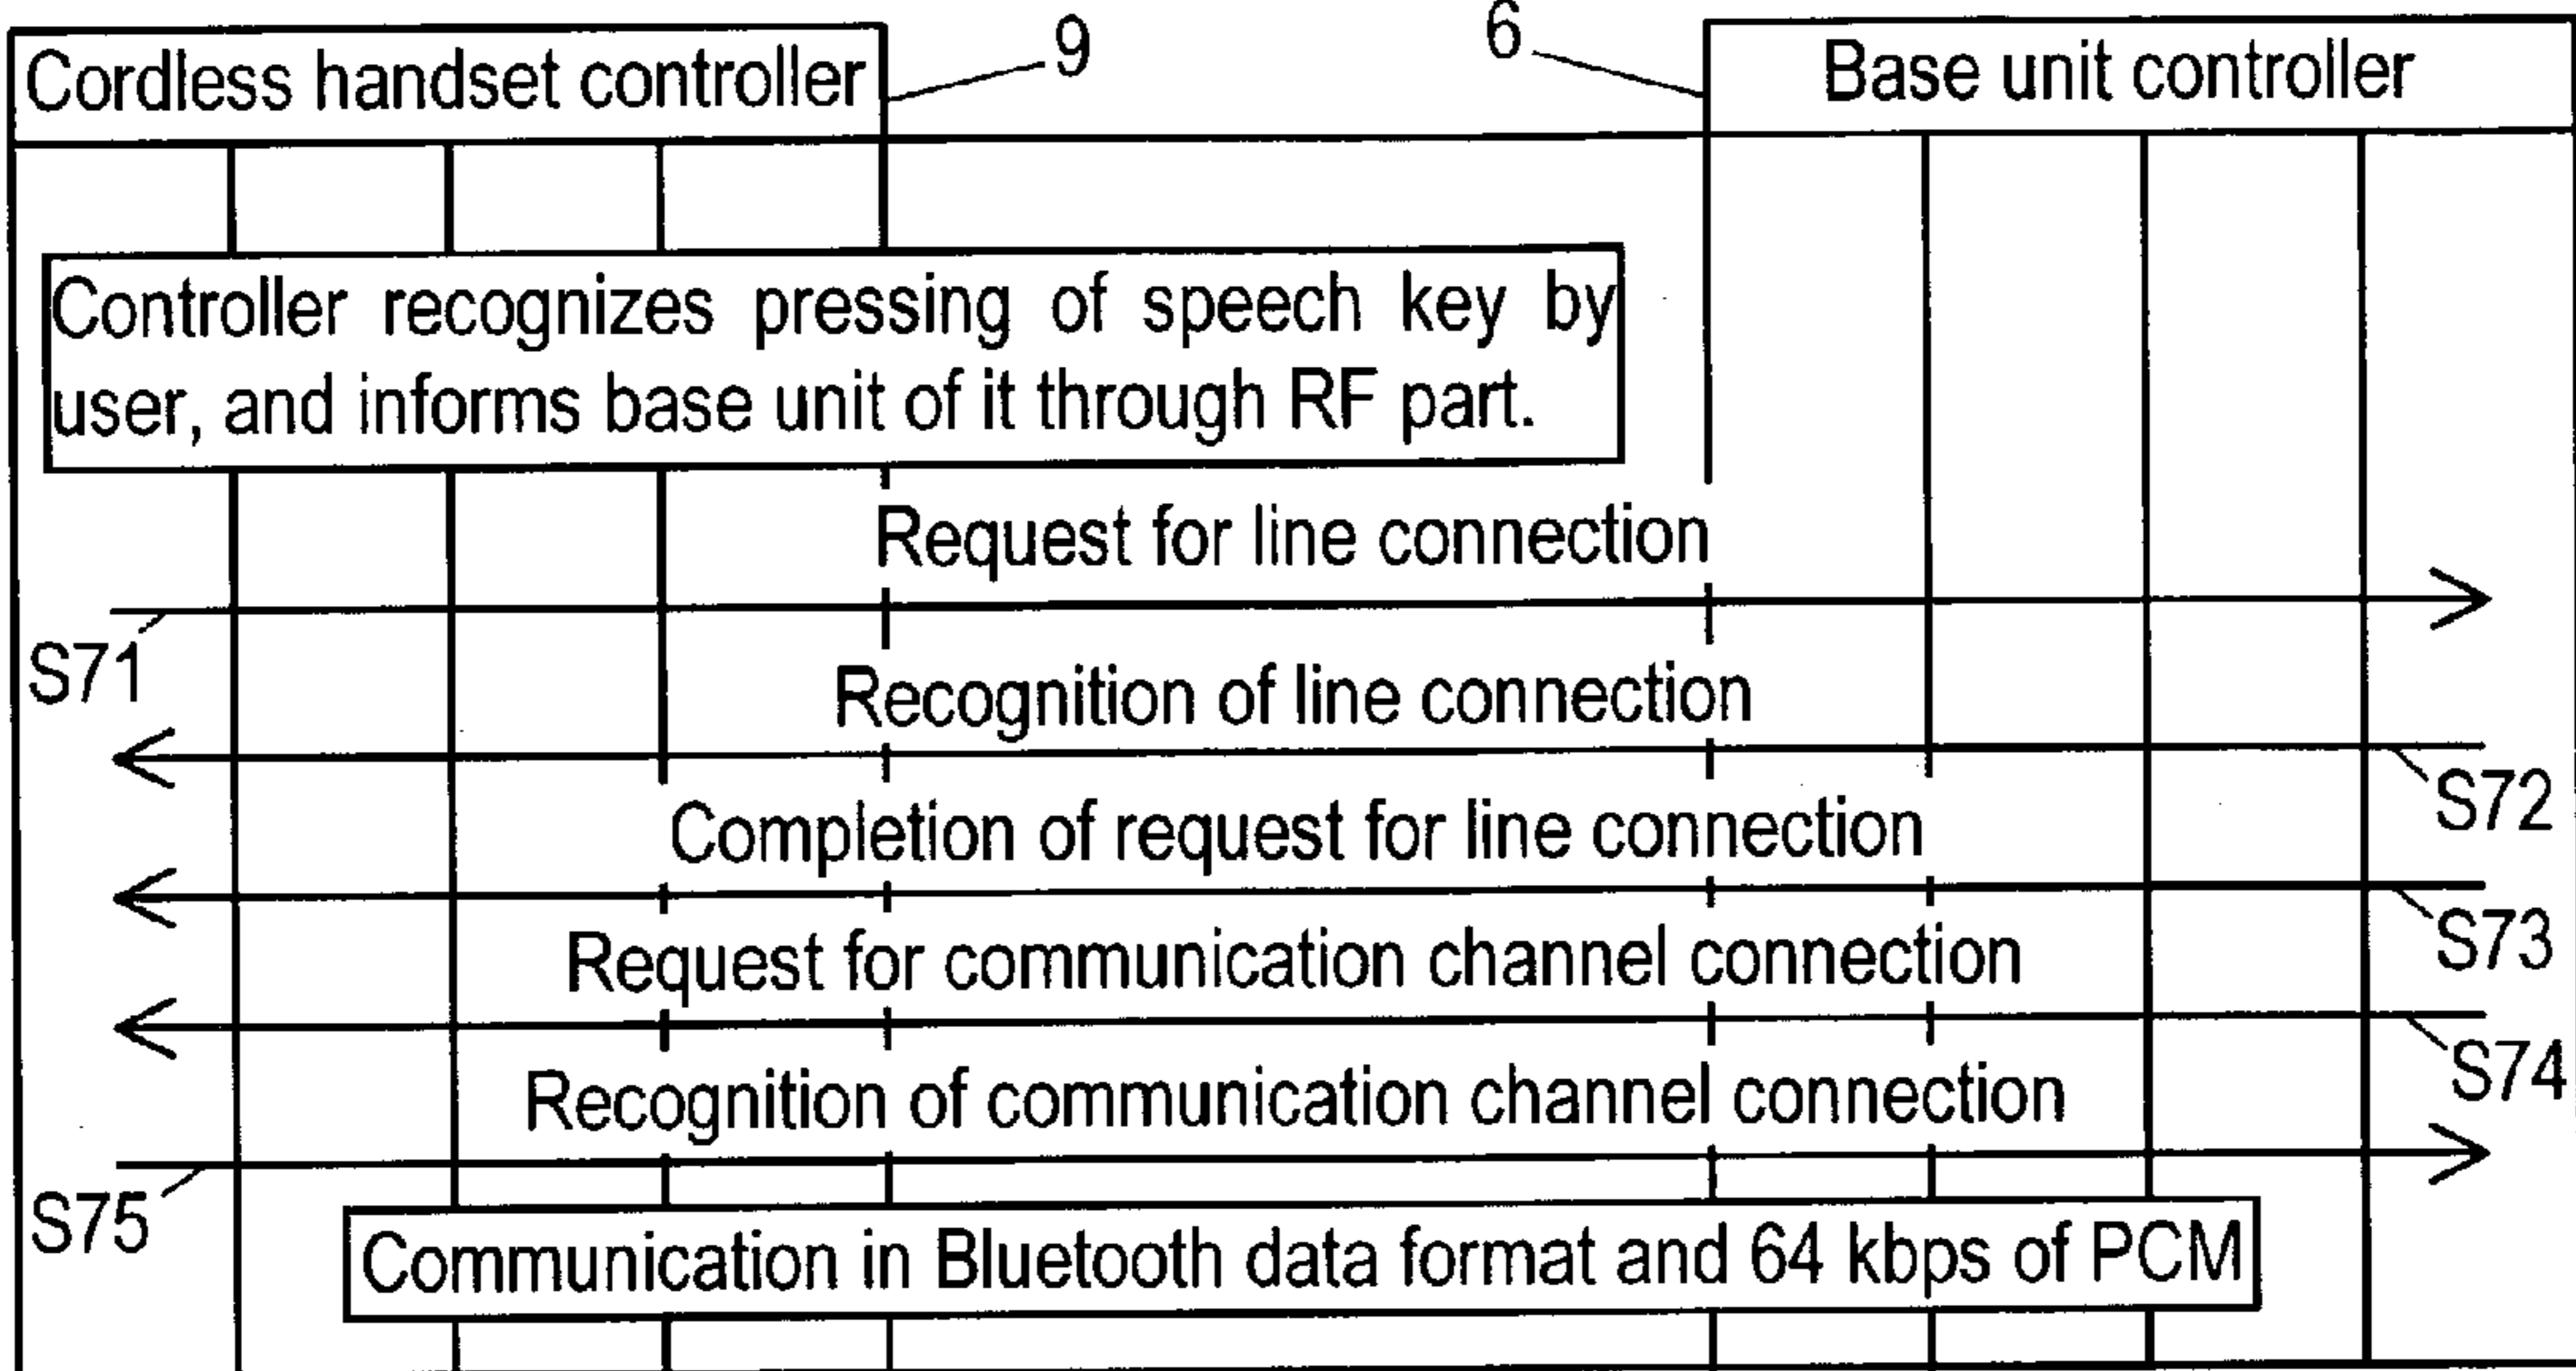 Cordless handset controller
9
6
Base unit controller
Controller recognizes pressing of speech key by
user, and informs base unit of it through RF part.
Request for line connection
S71
Recognition of line connection
S72
Completion of request for line connection
S73
Request for communication channel connection
S74
Recognition of communication channel connection
S75
Communication in Bluetooth data format and 64 kbps of PCM